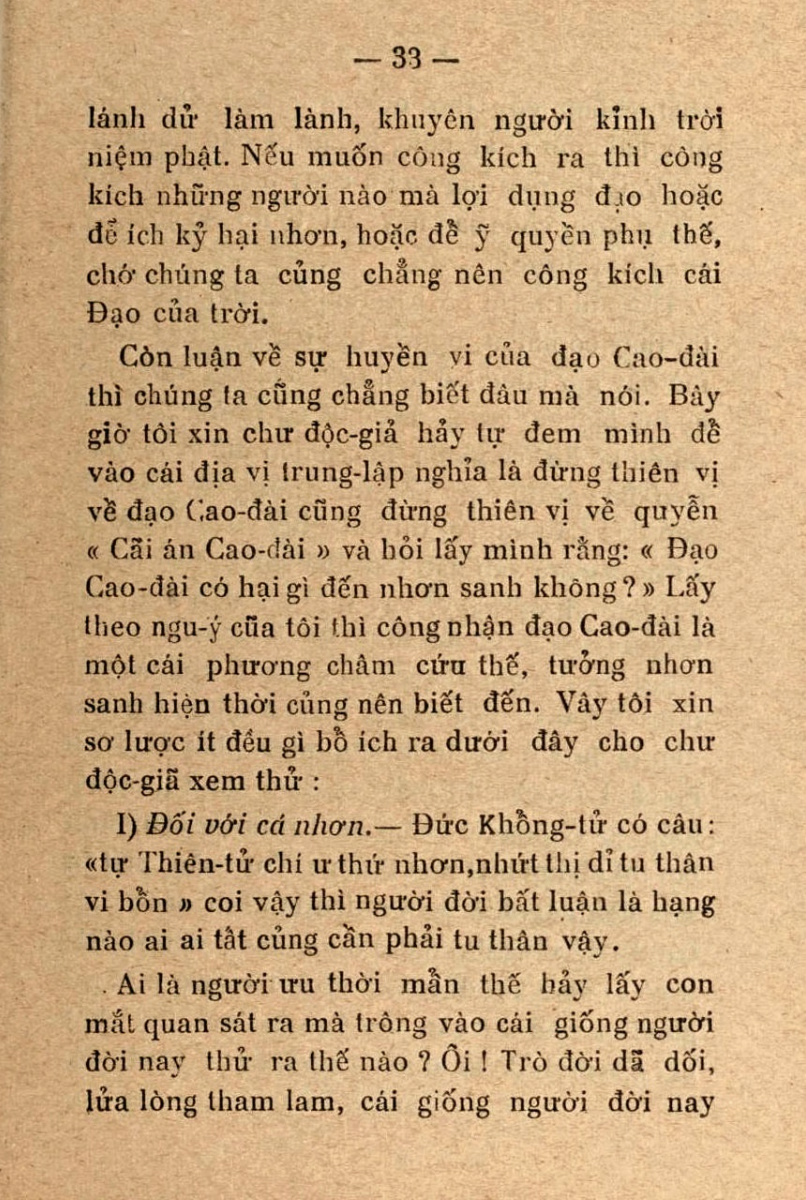 — 33 —
lánh dử làm lành, khuyên người kỉnh trời
niệm phật. Nếu muốn công kích ra thì công
kích những người nào mà lợi dụng đạo hoặc
để ích kỷ hại nhơn, hoặc để ỹ quyền phụ thế,
chớ chúng ta củng chẳng nên công kích cái
Đạo của trời.
Còn luận về sự huyền vi của đạo Cao-đài
thì chúng ta cũng chẳng biết đâu mà nói. Bây
giờ tôi xin chư độc-giả hảy tự đem mình để
vào cái địa vị trung-lập nghỉa là đừng thiên vị
về đạo Cao-đài cũng đừng thiên vị về quyễn
« Cãi án Cao-đài » và hỏi lấy mình rằng: « Đạo
Cao-đài có hại gì đến nhơn sanh không? » Lấy
theo ngu-ý cũa tôi thì công nhận đạo Cao-đài là
một cái phương châm cứu thế, tưởng nhơn
sanh hiện thời củng nên biết đến. Vậy tôi xin
sơ lược ít đều gì bổ ích ra dưới đây cho chư
độc-giã xem thử :
I) Đối với cá nhơn.— Đức Khổng-tử có câu:
«tự Thiên-tử chí ư thứ nhơn,nhứt thị dỉ tu thân
vi bổn » coi vậy thì người đời bất luận là hạng
nào ai ai tất củng cần phải tu thân vậy.
Ai là người ưu thời mẫn thế hảy lấy con
mắt quan sát ra mà trông vào cái giống người
đời nay thử ra thế nào ? Ôi ! Trò đời dã dối,
lửa lòng tham lam, cái giống người đời nay